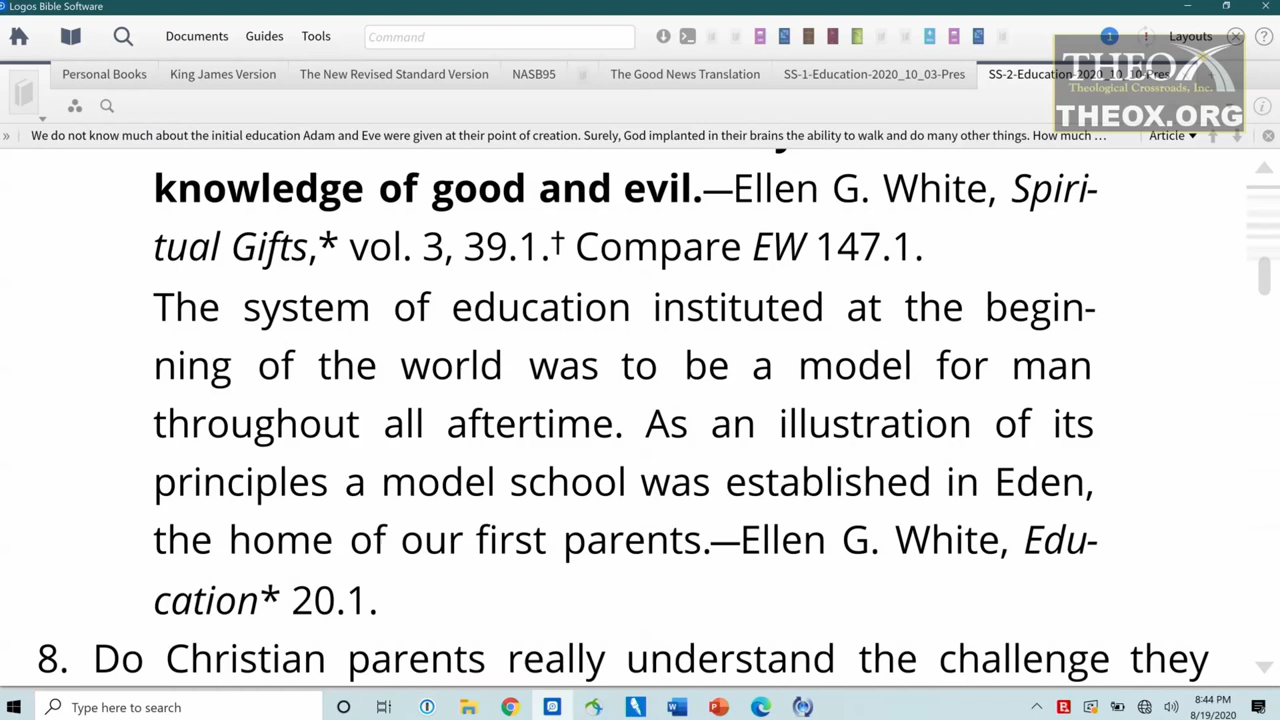 Logos Bible Software
Documents Guides Tools Command 1 ! Layouts
THEOX
Theological Crossroads, Inc.
THEOX.ORG
Personal Books King James Version The New Revised Standard Version NASB95 The Good News Translation SS-1-Education-2020_10_03-Pres SS-2-Education-2020_10_10-Pres
» We do not know much about the initial education Adam and Eve were given at their point of creation. Surely, God implanted in their brains the ability to walk and do many other things. How much ... Article
knowledge of good and evil.—Ellen G. White, Spiri-
tual Gifts,* vol. 3, 39.1.† Compare EW 147.1.
The system of education instituted at the begin-
ning of the world was to be a model for man
throughout all aftertime. As an illustration of its
principles a model school was established in Eden,
the home of our first parents.—Ellen G. White, Edu-
cation* 20.1.
8. Do Christian parents really understand the challenge they
Type here to search
8:44 PM
8/19/2020